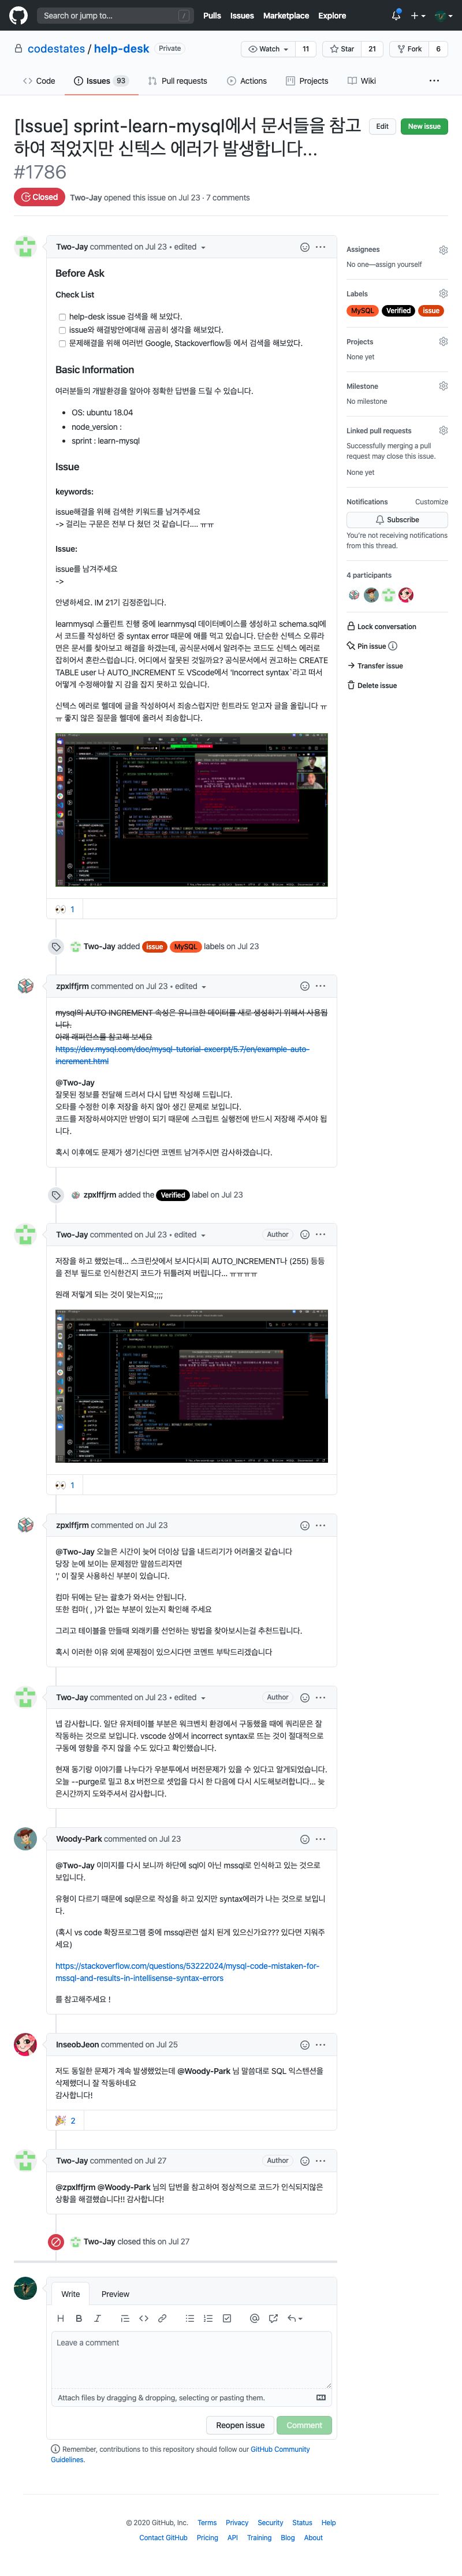 Search or jump to...
/
Pulls Issues Marketplace Explore
codestates / help-desk Private
Watch 11 Star 21 Fork 6
Code Issues 93 Pull requests Actions Projects Wiki
[Issue] sprint-learn-mysql에서 문서들을 참고
하여 적었지만 신텍스 에러가 발생합니다...
#1786
Edit New issue
Closed Two-Jay opened this issue on Jul 23 · 7 comments
Two-Jay commented on Jul 23 • edited
Before Ask
Check List
help-desk issue 검색을 해 보았다.
issue와 해결방안에대해 곰곰히 생각을 해보았다.
문제해결을 위해 여러번 Google, Stackoverflow등 에서 검색을 해보았다.
Basic Information
여러분들의 개발환경을 알아야 정확한 답변을 드릴 수 있습니다.
• OS: ubuntu 18.04
• node_version :
• sprint : learn-mysql
Issue
keywords:
issue해결을 위해 검색한 키워드를 남겨주세요
-> 걸리는 구문은 전부 다 쳤던 것 같습니다.... ㅠㅠ
Issue:
issue를 남겨주세요
->
안녕하세요. IM 21기 김정준입니다.
learnmysql 스플린트 진행 중에 learnmysql 데이터베이스를 생성하고 schema.sql에
서 코드를 작성하던 중 syntax error 때문에 애를 먹고 있습니다. 단순한 신텍스 오류라
면은 문서를 찾아보고 해결을 하겠는데, 공식문서에서 알려주는 코드도 신텍스 에러로
잡히어서 혼란스럽습니다. 어디에서 잘못된 것일까요? 공식문서에서 권고하는 CREATE
TABLE user 나 AUTO_INCREMENT 도 VScode에서 'Incorrect syntax`라고 떠서
어떻게 수정해야할 지 감을 잡지 못하고 있습니다.
신텍스 에러로 헬데에 글을 작성하여서 죄송스럽지만 힌트라도 얻고자 글을 올립니다 ㅠ
ㅠ 좋지 않은 질문을 헬데에 올려서 죄송합니다.
1
Two-Jay added issue MySQL labels on Jul 23
zpxlffjrm commented on Jul 23 • edited
mysql의 AUTO INCREMENT 속성은 유니크한 데이터를 새로 생성하기 위해서 사용됩
니다.
아래 래퍼런스를 참고해 보세요
https://dev.mysql.com/doc/mysql-tutorial-excerpt/5.7/en/example-auto-
increment.html
@Two-Jay
잘못된 정보를 전달해 드려서 다시 답변 작성해 드립니다.
오타를 수정한 이후 저장을 하지 않아 생긴 문제로 보입니다.
코드를 저장하셔야지만 반영이 되기 때문에 스크립트 실행전에 반드시 저장해 주셔야 됩
니다.
혹시 이후에도 문제가 생기신다면 코멘트 남겨주시면 감사하겠습니다.
zpxlffjrm added the Verified label on Jul 23
Two-Jay commented on Jul 23 • edited Author
저장을 하고 했었는데... 스크린샷에서 보시다시피 AUTO_INCREMENT나 (255) 등등
을 전부 필드로 인식한건지 코드가 뒤틀려져 버립니다... ㅠㅠㅠㅠ
원래 저렇게 되는 것이 맞는지요;;;;
1
zpxlffjrm commented on Jul 23
@Two-Jay 오늘은 시간이 늦어 더이상 답을 내드리기가 어려울것 같습니다
당장 눈에 보이는 문제점만 말씀드리자면
',' 이 잘못 사용하신 부분이 있습니다.
컴마 뒤에는 닫는 괄호가 와서는 안됩니다.
또한 컴마( , )가 없는 부분이 있는지 확인해 주세요
그리고 테이블을 만들때 외래키를 선언하는 방법을 찾아보시는걸 추천드립니다.
혹시 이러한 이유 외에 문제점이 있으시다면 코멘트 부탁드리겠습니다
Two-Jay commented on Jul 23 • edited Author
넵 감사합니다. 일단 유저테이블 부분은 워크벤치 환경에서 구동했을 때에 쿼리문은 잘
작동하는 것으로 보입니다. vscode 상에서 incorrect syntax로 뜨는 것이 절대적으로
구동에 영향을 주지 않을 수도 있다고 확인했습니다.
현재 동기랑 이야기를 나누다가 우분투에서 버전문제가 있을 수 있다고 알게되었습니다.
오늘 --purge로 밀고 8.x 버전으로 셋업을 다시 한 다음에 다시 시도해보려합니다... 늦
은시간까지 도와주셔서 감사합니다.
Woody-Park commented on Jul 23
@Two-Jay 이미지를 다시 보니까 하단에 sql이 아닌 mssql로 인식하고 있는 것으로
보입니다.
유형이 다르기 때문에 sql문으로 작성을 하고 있지만 syntax에러가 나는 것으로 보입니
다.
(혹시 vs code 확장프로그램 중에 mssql관련 설치 된게 있으신가요??? 있다면 지워주
세요)
https://stackoverflow.com/questions/53222024/mysql-code-mistaken-for-
mssql-and-results-in-intellisense-syntax-errors
를 참고해주세요 !
InseobJeon commented on Jul 25
저도 동일한 문제가 계속 발생했었는데 @Woody-Park 님 말씀대로 SQL 익스텐션을
삭제했더니 잘 작동하네요
감사합니다!
2
Two-Jay commented on Jul 27 Author
@zpxlffjrm @Woody-Park 님의 답변을 참고하여 정상적으로 코드가 인식되지않은
상황을 해결했습니다!! 감사합니다!
Two-Jay closed this on Jul 27
Write Preview
Leave a comment
Attach files by dragging & dropping, selecting or pasting them.
Reopen issue Comment
Remember, contributions to this repository should follow our GitHub Community
Guidelines.
Assignees
No one—assign yourself
Labels
MySQL Verified issue
Projects
None yet
Milestone
No milestone
Linked pull requests
Successfully merging a pull
request may close this issue.
None yet
Notifications Customize
Subscribe
You're not receiving notifications
from this thread.
4 participants
Lock conversation
Pin issue
Transfer issue
Delete issue
© 2020 GitHub, Inc. Terms Privacy Security Status Help
Contact GitHub Pricing API Training Blog About